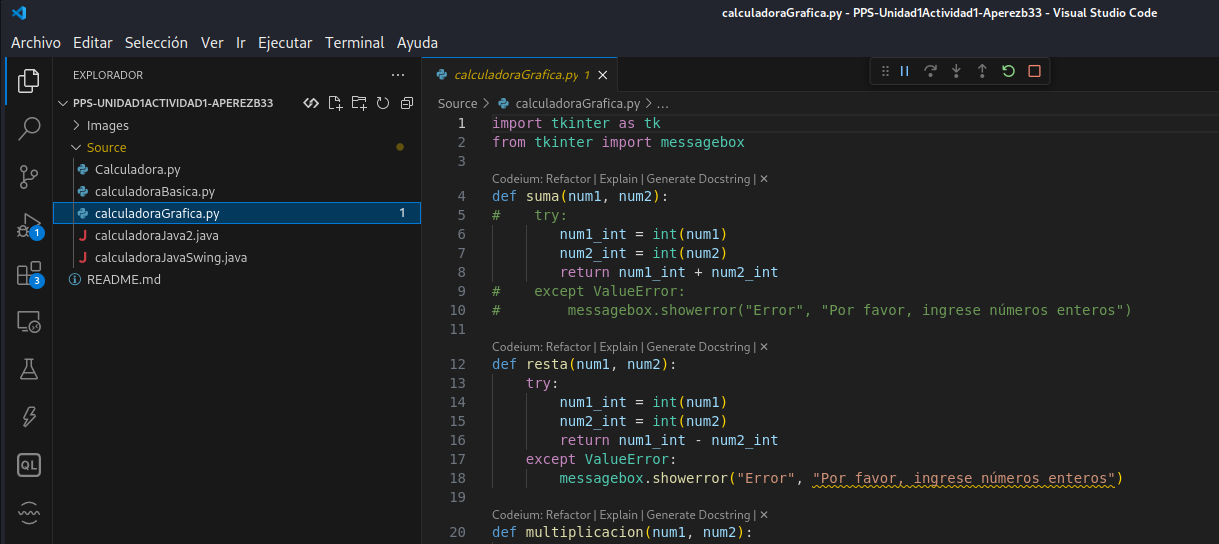 calculadoraGrafica.py - PPS-Unidad1Actividad1-Aperezb33 - Visual Studio Code
Archivo Editar Selección Ver Ir Ejecutar Terminal Ayuda
EXPLORADOR
PPS-UNIDAD1ACTIVIDAD1-APEREZB33
Images
Source
Calculadora.py
calculadoraBasica.py
calculadoraGrafica.py 1
calculadoraJava2.java
calculadoraJavaSwing.java
README.md
1
3
QL
calculadoraGrafica.py 1
Source > calculadoraGrafica.py > ...
1 import tkinter as tk
2 from tkinter import messagebox
3
Codeium: Refactor | Explain | Generate Docstring | ✕
4 def suma(num1, num2):
5 #    try:
6         num1_int = int(num1)
7         num2_int = int(num2)
8         return num1_int + num2_int
9 #    except ValueError:
10 #        messagebox.showerror("Error", "Por favor, ingrese números enteros")
11
Codeium: Refactor | Explain | Generate Docstring | ✕
12 def resta(num1, num2):
13     try:
14         num1_int = int(num1)
15         num2_int = int(num2)
16         return num1_int - num2_int
17     except ValueError:
18         messagebox.showerror("Error", "Por favor, ingrese números enteros")
19
Codeium: Refactor | Explain | Generate Docstring | ✕
20 def multiplicacion(num1, num2):